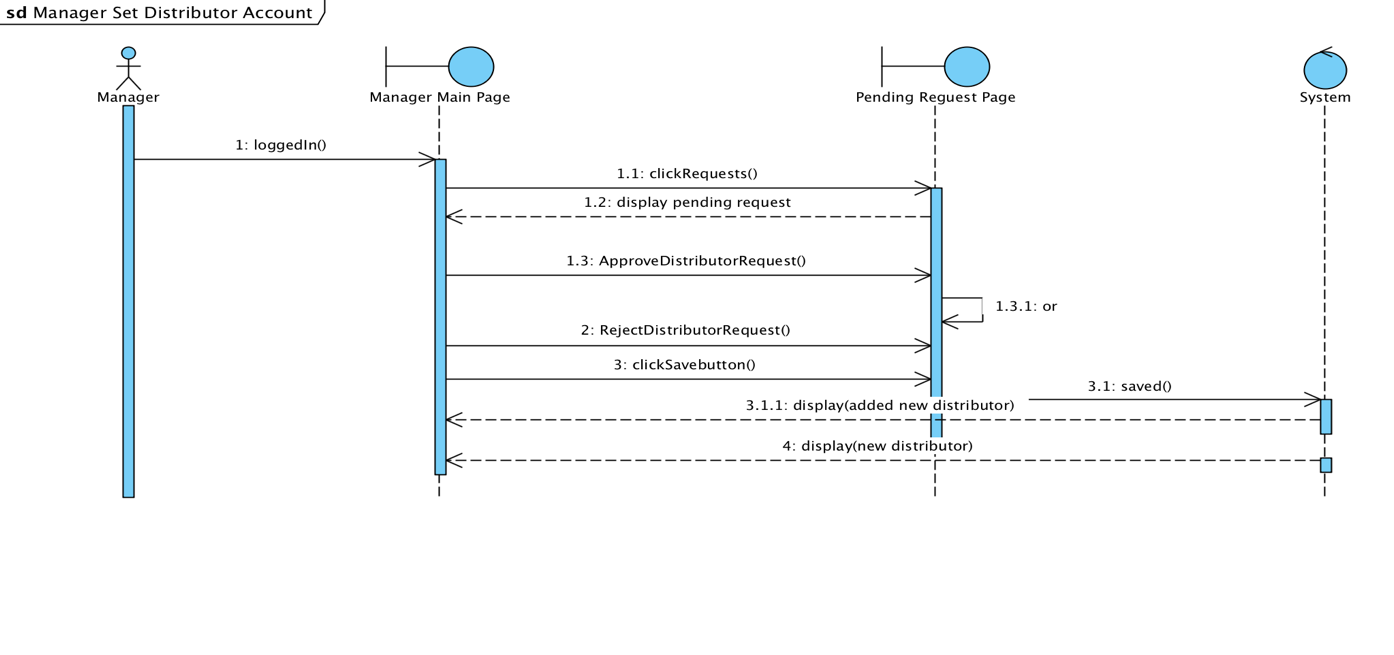 sd Manager Set Distributor Account
Manager
Manager Main Page
Pending Request Page
System
1: loggedIn()
1.1: clickRequests()
1.2: display pending request
1.3: ApproveDistributorRequest()
1.3.1: or
2: RejectDistributorRequest()
3: clickSavebutton()
3.1: saved()
3.1.1: display(added new distributor)
4: display(new distributor)